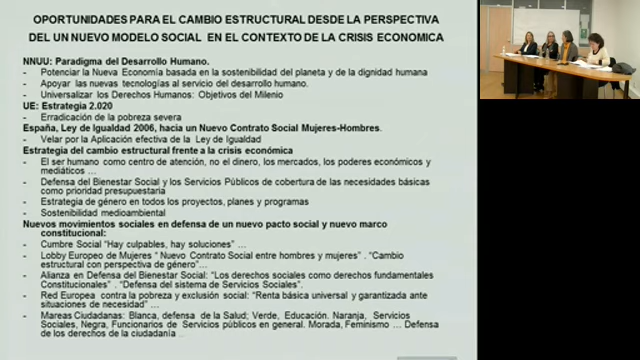 OPORTUNIDADES PARA EL CAMBIO ESTRUCTURAL DESDE LA PERSPECTIVA
DEL UN NUEVO MODELO SOCIAL EN EL CONTEXTO DE LA CRISIS ECONOMICA
NNUU: Paradigma del Desarrollo Humano.
- Potenciar la Nueva Economía basada en la sostenibilidad del planeta y de la dignidad humana
- Apoyar las nuevas tecnologías al servicio del desarrollo humano.
- Universalizar los Derechos Humanos: Objetivos del Milenio
UE: Estrategia 2.020
- Erradicación de la pobreza severa
España, Ley de Igualdad 2006, hacia un Nuevo Contrato Social Mujeres-Hombres.
- Velar por la Aplicación efectiva de la Ley de Igualdad
Estrategia del cambio estructural frente a la crisis económica
- El ser humano como centro de atención, no el dinero, los mercados, los poderes económicos y
mediáticos …
- Defensa del Bienestar Social y los Servicios Públicos de cobertura de las necesidades básicas
como prioridad presupuestaria
- Estrategia de género en todos los proyectos, planes y programas
- Sostenibilidad medioambiental
Nuevos movimientos sociales en defensa de un nuevo pacto social y nuevo marco
constitucional:
- Cumbre Social “Hay culpables, hay soluciones” …
- Lobby Europeo de Mujeres “ Nuevo Contrato Social entre hombres y mujeres” . “Cambio
estructural con perspectiva de género”…
- Alianza en Defensa del Bienestar Social: “Los derechos sociales como derechos fundamentales
Constitucionales” . “Defensa del sistema de Servicios Sociales”.
- Red Europea contra la pobreza y exclusión social: “Renta básica universal y garantizada ante
situaciones de necesidad” …
- Mareas Ciudadanas: Blanca, defensa de la Salud; Verde, Educación. Naranja, Servicios
Sociales, Negra, Funcionarios de Servicios públicos en general. Morada, Feminismo … Defensa
de los derechos de la ciudadanía ..